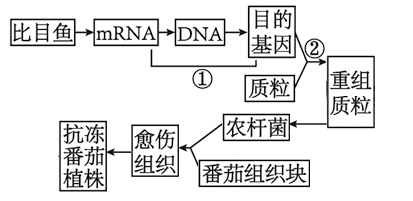 比目鱼
mRNA
DNA
目的
基因
①
②
质粒
重组
质粒
农杆菌
番茄组织块
愈伤
组织
抗冻
番茄
植株